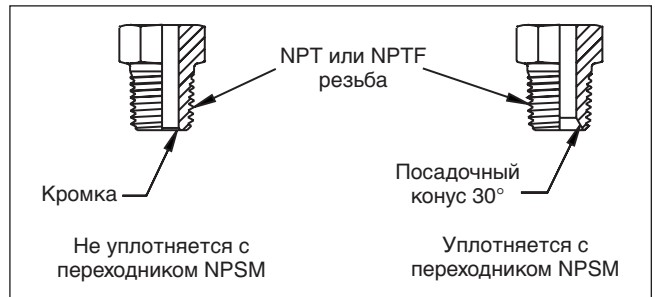 NPT или NPTF
резьба
Кромка
Посадочный
конус 30°
Не уплотняется с
переходником NPSM
Уплотняется с
переходником NPSM